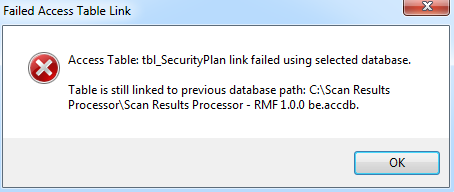 Failed Access Table Link
Access Table: tbl_SecurityPlan link failed using selected database.
Table is still linked to previous database path: C:\Scan Results
Processor\Scan Results Processor - RMF 1.0.0 be.accdb.
OK